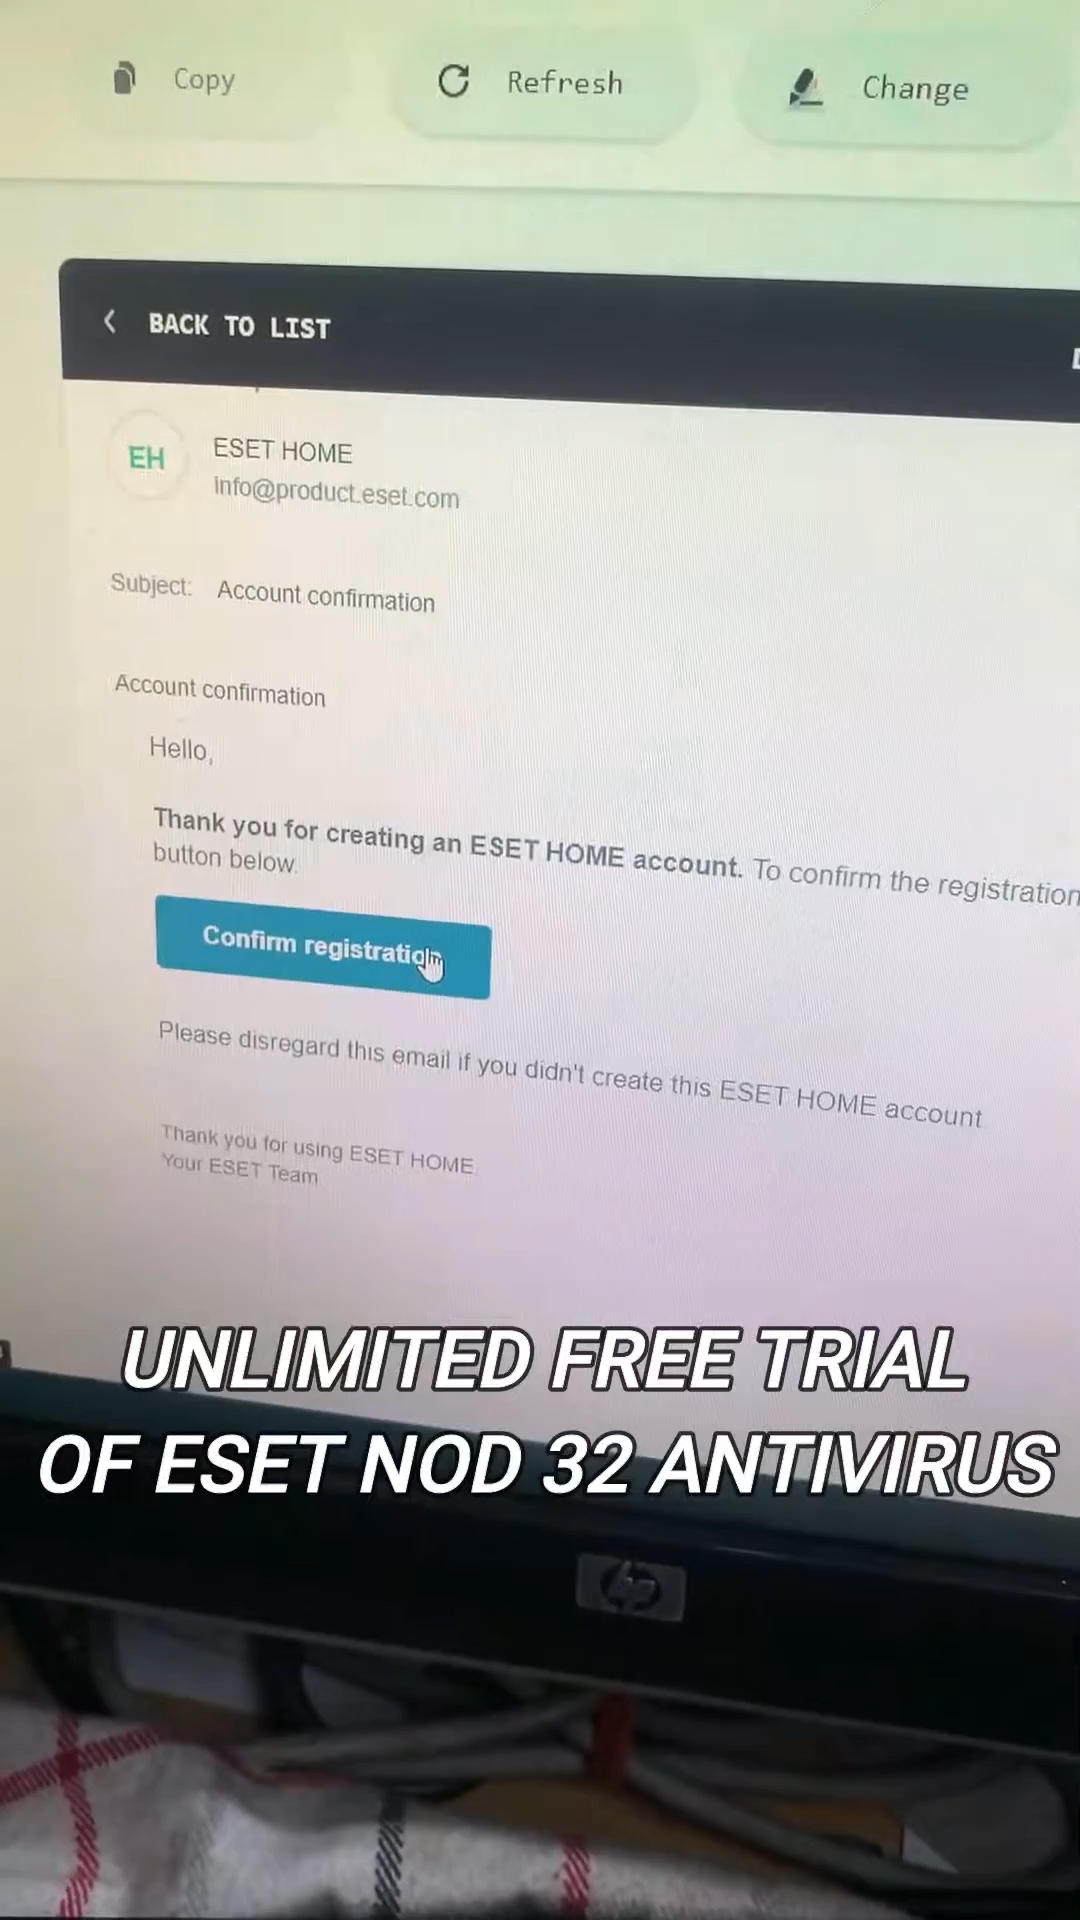 Copy Refresh Change
BACK TO LIST
EH
ESET HOME
info@product.eset.com
Subject: Account confirmation
Account confirmation
Hello,
Thank you for creating an ESET HOME account. To confirm the registration
button below.
Confirm registration
Please disregard this email if you didn't create this ESET HOME account
Thank you for using ESET HOME
Your ESET Team
UNLIMITED FREE TRIAL
OF ESET NOD 32 ANTIVIRUS
hp